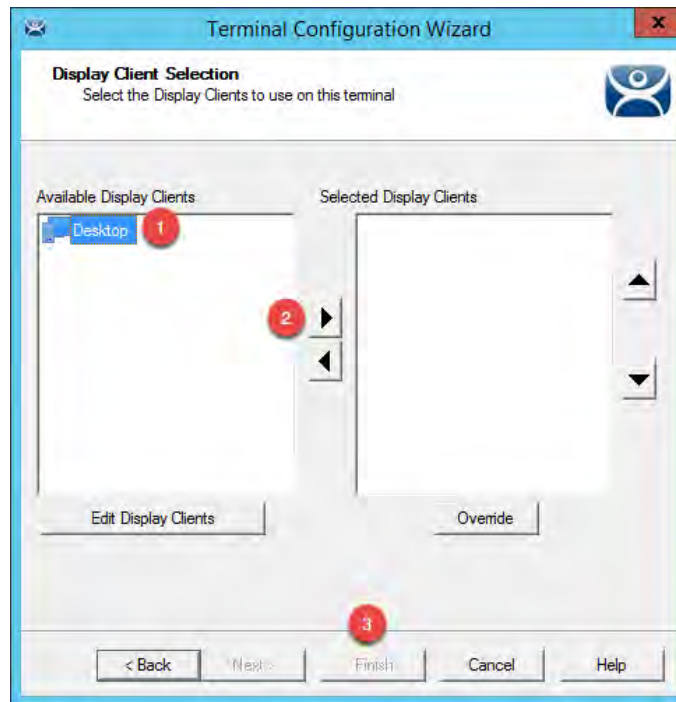 Terminal Configuration Wizard
x
Display Client Selection
Select the Display Clients to use on this terminal
Available Display Clients
Selected Display Clients
Desktop
1
2
Edit Display Clients
Override
3
< Back
Next >
Finish
Cancel
Help